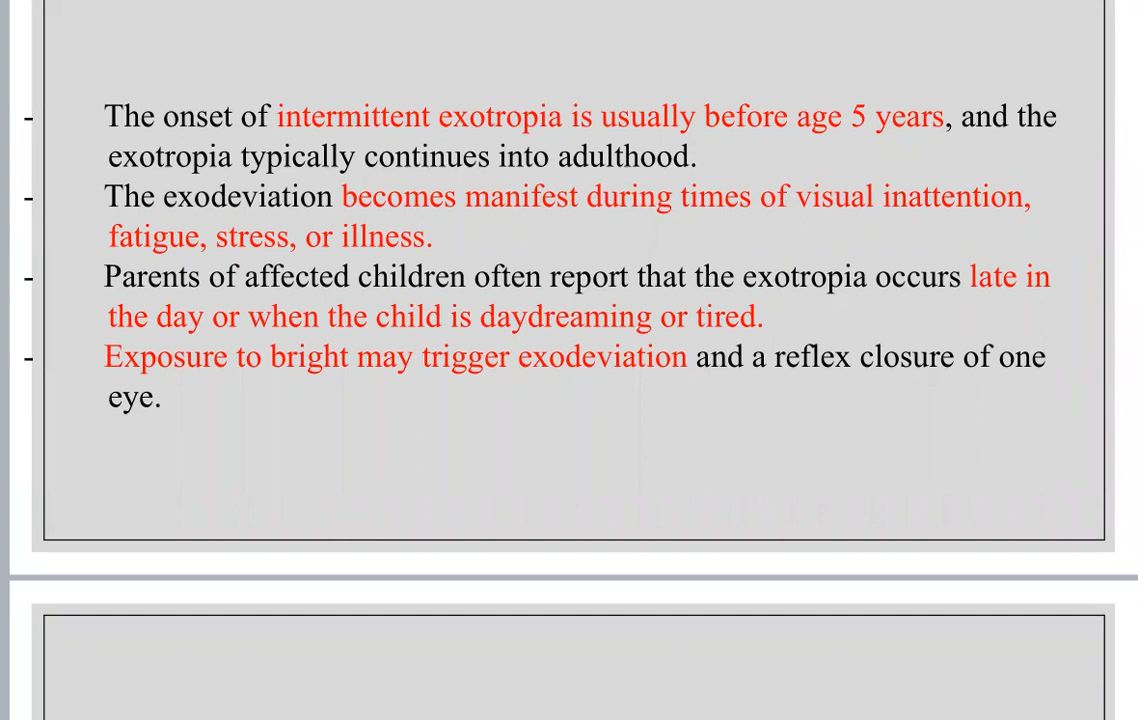 - The onset of intermittent exotropia is usually before age 5 years, and the
exotropia typically continues into adulthood.
- The exodeviation becomes manifest during times of visual inattention,
fatigue, stress, or illness.
- Parents of affected children often report that the exotropia occurs late in
the day or when the child is daydreaming or tired.
- Exposure to bright may trigger exodeviation and a reflex closure of one
eye.